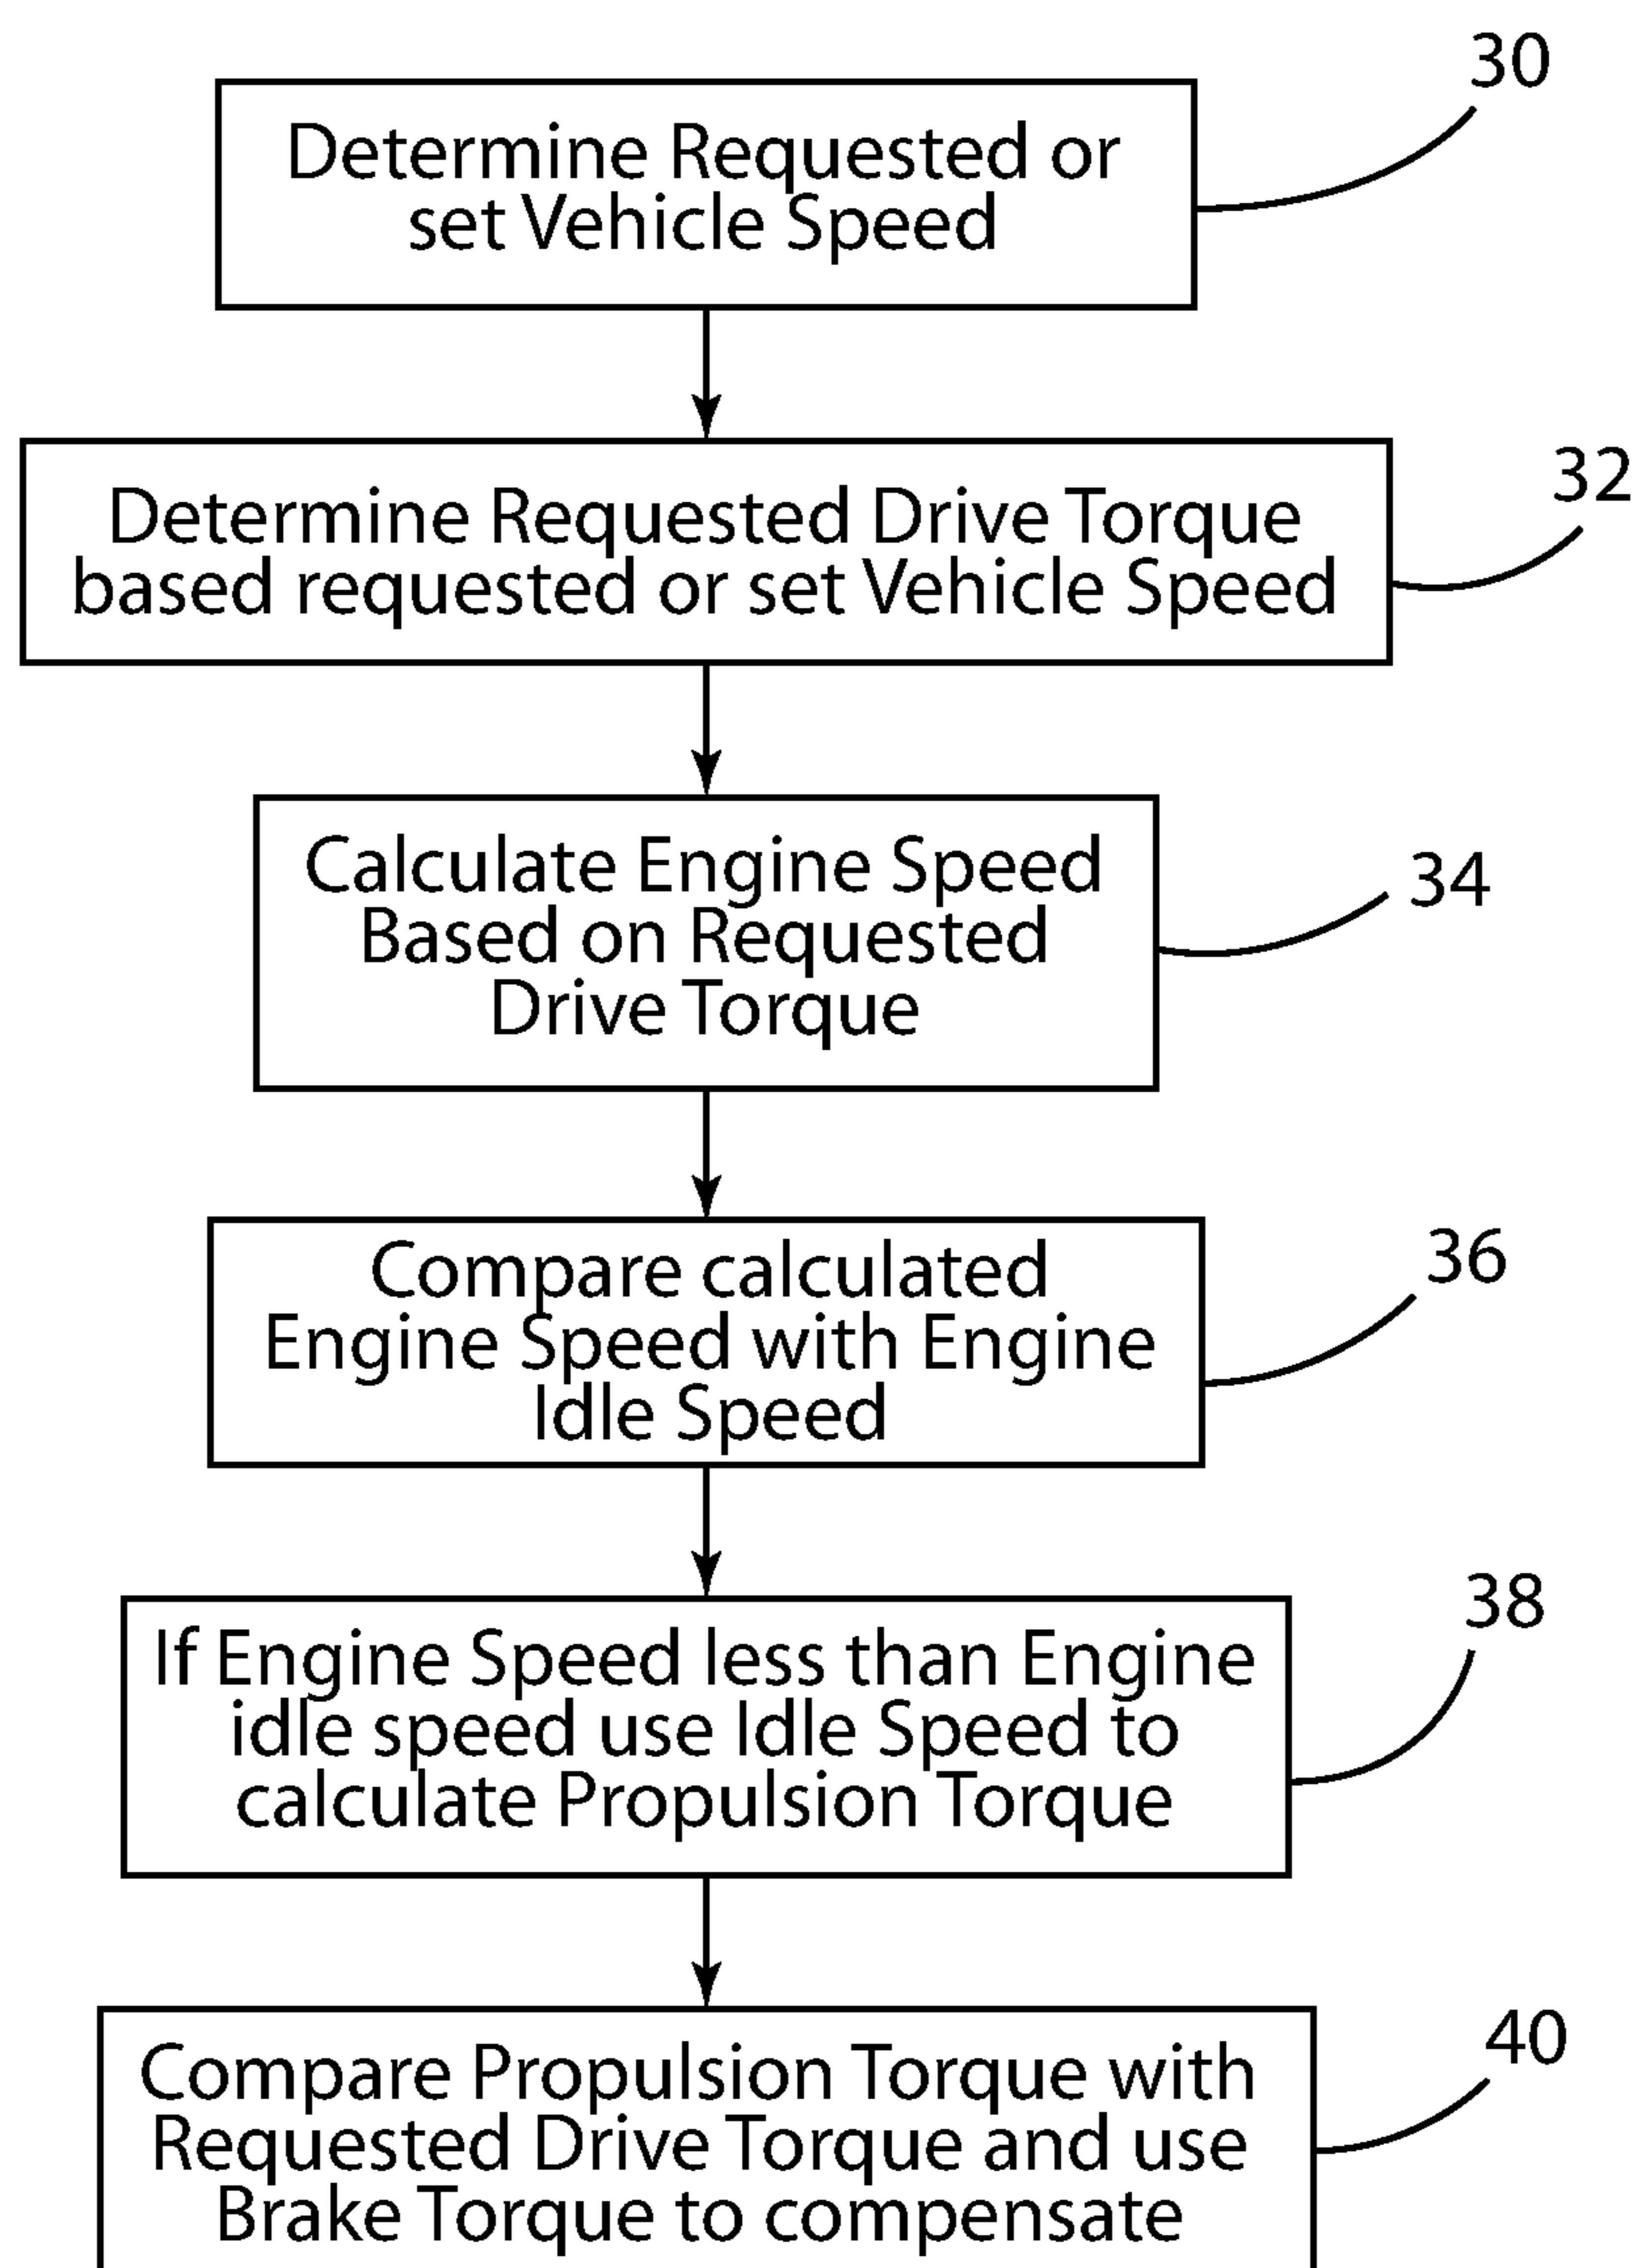 30
Determine Requested or
set Vehicle Speed
32
Determine Requested Drive Torque
based requested or set Vehicle Speed
34
Calculate Engine Speed
Based on Requested
Drive Torque
36
Compare calculated
Engine Speed with Engine
Idle Speed
38
If Engine Speed less than Engine
idle speed use Idle Speed to
calculate Propulsion Torque
40
Compare Propulsion Torque with
Requested Drive Torque and use
Brake Torque to compensate